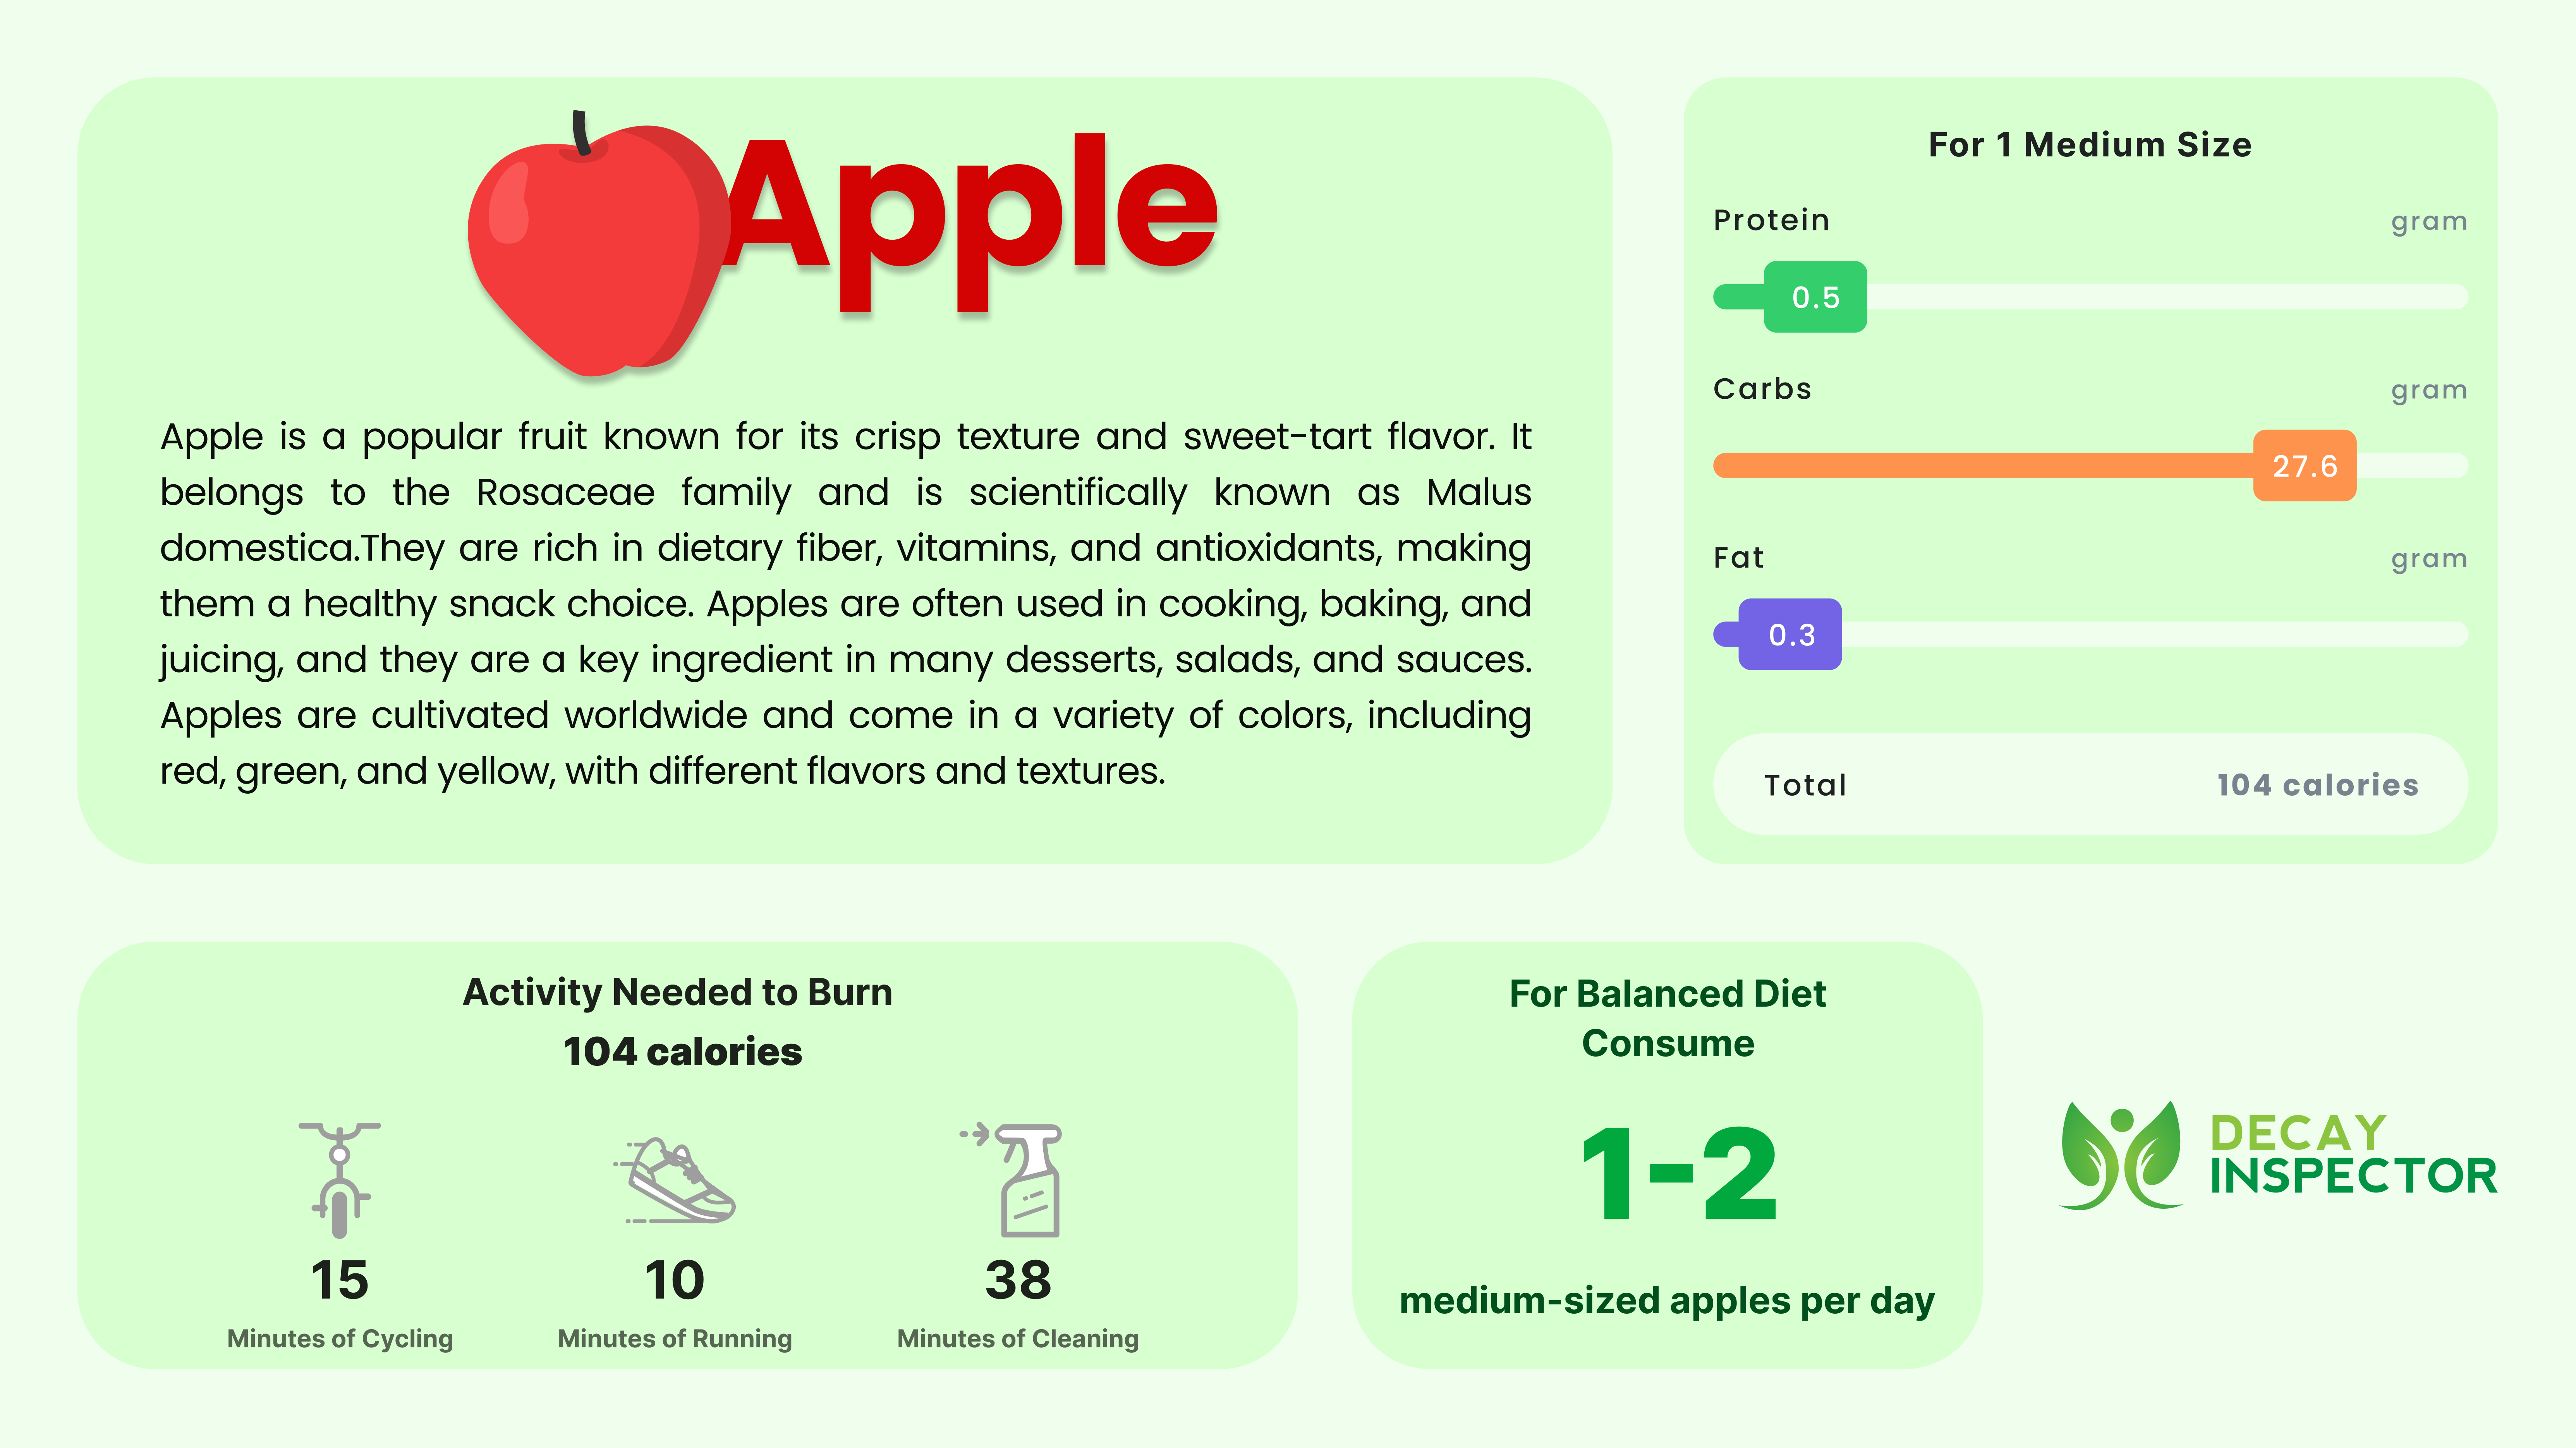 Apple
Apple is a popular fruit known for its crisp texture and sweet-tart flavor. It
belongs to the Rosaceae family and is scientifically known as Malus
domestica.They are rich in dietary fiber, vitamins, and antioxidants, making
them a healthy snack choice. Apples are often used in cooking, baking, and
juicing, and they are a key ingredient in many desserts, salads, and sauces.
Apples are cultivated worldwide and come in a variety of colors, including
red, green, and yellow, with different flavors and textures.
For 1 Medium Size
Protein gram
0.5
Carbs gram
27.6
Fat gram
0.3
Total 104 calories
Activity Needed to Burn
104 calories
15
Minutes of Cycling
10
Minutes of Running
38
Minutes of Cleaning
For Balanced Diet
Consume
1-2
medium-sized apples per day
DECAY
INSPECTOR